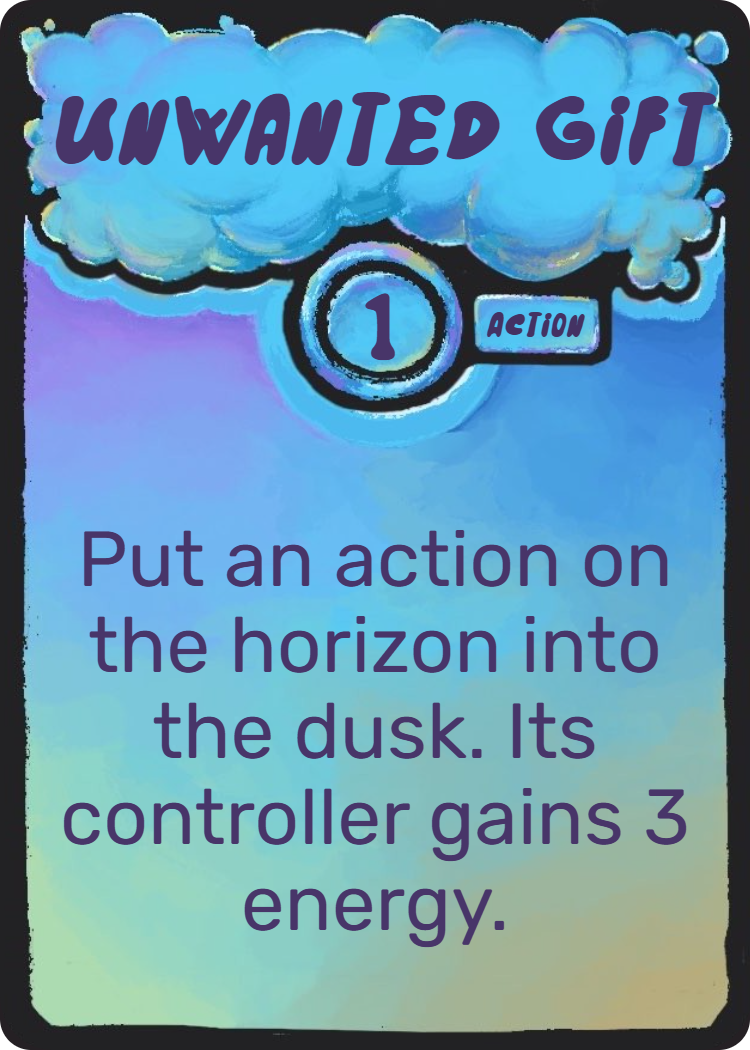 UNWANTED GIFT
1
ACTION
Put an action on
the horizon into
the dusk. Its
controller gains 3
energy.